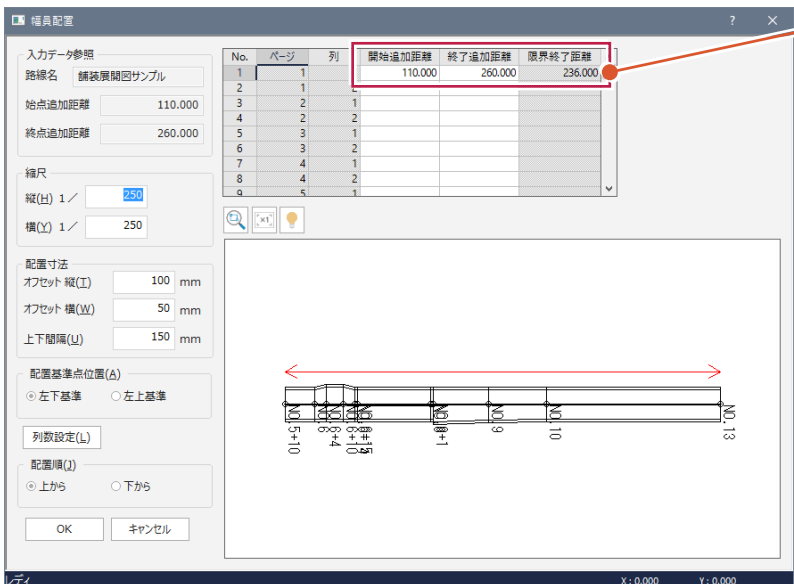 幅員配置 ? ×
入力データ参照
路線名 舗装展開図サンプル
始点追加距離 110.000
終点追加距離 260.000
縮尺
縦(H) 1／ 250
横(Y) 1／ 250
配置寸法
オフセット 縦(T) 100 mm
オフセット 横(W) 50 mm
上下間隔(U) 150 mm
配置基準点位置(A)
左下基準 左上基準
列数設定(L)
配置順(J)
上から 下から
OK キャンセル
No. ページ 列 開始追加距離 終了追加距離 限界終了距離
1 1 110.000 260.000 236.000
2 1 2
3 2 1
4 2 2
5 3 1
6 3 2
7 4 1
8 4 2
9 5 1
×1
NO.5+10
NO.9
NO.10
NO.13
レディ X : 0.000 Y : 0.000